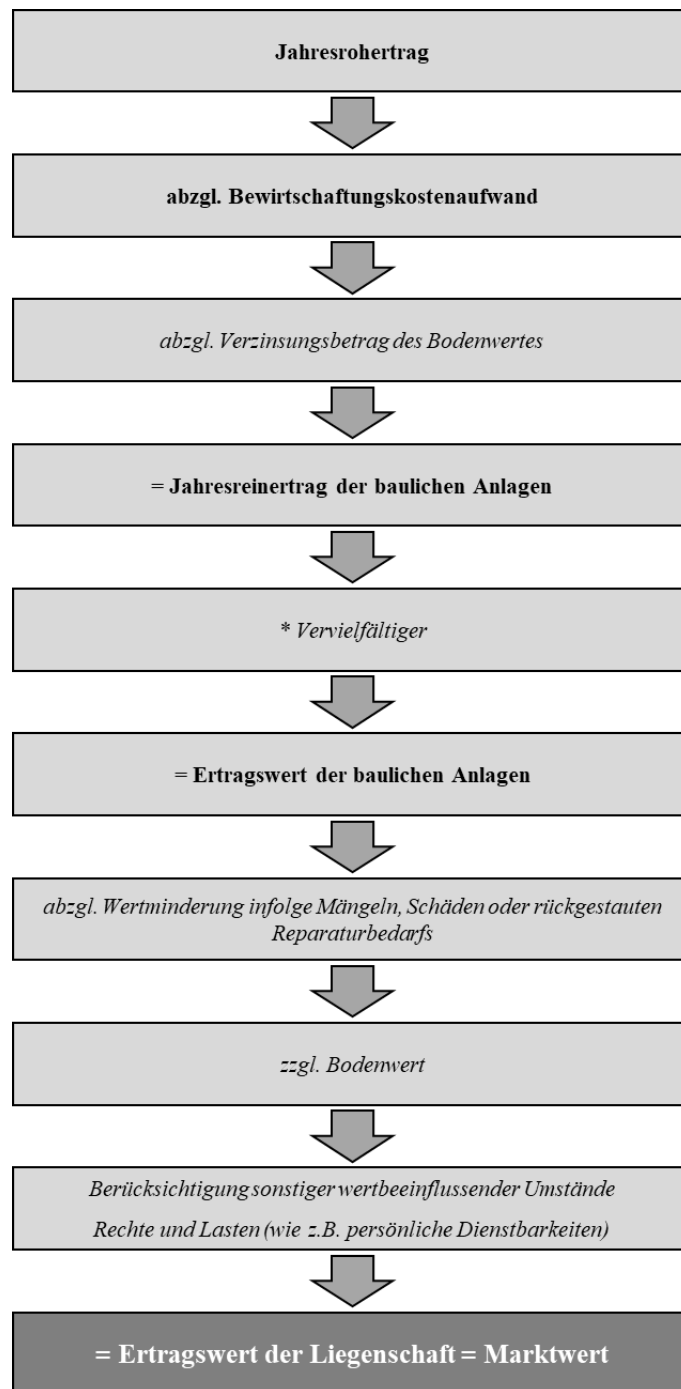 Jahresrohertrag
abzgl. Bewirtschaftungskostenaufwand
abzgl. Verzinsungsbetrag des Bodenwertes
= Jahresreinertrag der baulichen Anlagen
* Vervielfältiger
= Ertragswert der baulichen Anlagen
abzgl. Wertminderung infolge Mängeln, Schäden oder rückgestauten
Reparaturbedarfs
zzgl. Bodenwert
Berücksichtigung sonstiger wertbeeinflussender Umstände
Rechte und Lasten (wie z.B. persönliche Dienstbarkeiten)
= Ertragswert der Liegenschaft = Marktwert